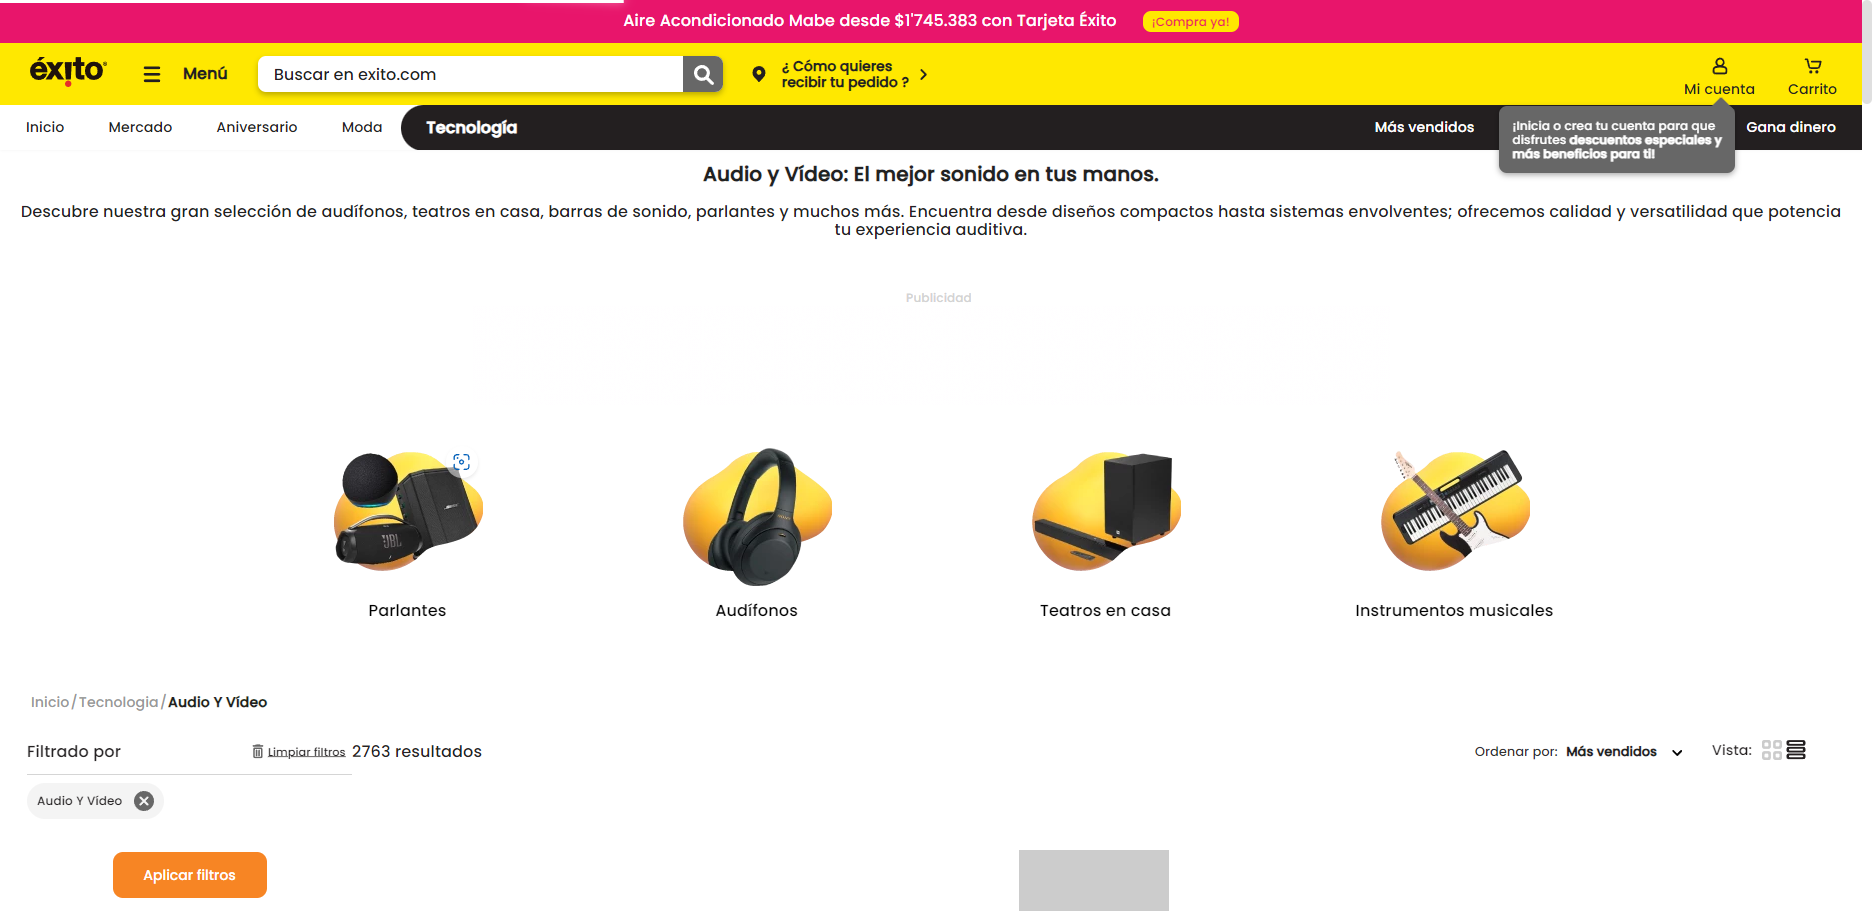 Aire Acondicionado Mabe desde $1'745.383 con Tarjeta Éxito ¡Compra ya!
éxito
Menú
Buscar en exito.com
¿ Cómo quieres
recibir tu pedido ?
Mi cuenta
Carrito
Inicio
Mercado
Aniversario
Moda
Tecnología
Más vendidos
Gana dinero
¡Inicia o crea tu cuenta para que
disfrutes descuentos especiales y
más beneficios para ti!
Audio y Vídeo: El mejor sonido en tus manos.
Descubre nuestra gran selección de audífonos, teatros en casa, barras de sonido, parlantes y muchos más. Encuentra desde diseños compactos hasta sistemas envolventes; ofrecemos calidad y versatilidad que potencia
tu experiencia auditiva.
Publicidad
JBL
Parlantes
Audífonos
Teatros en casa
Instrumentos musicales
Inicio/Tecnologia/Audio Y Vídeo
Filtrado por
Limpiar filtros
2763 resultados
Ordenar por: Más vendidos
Vista:
Audio Y Vídeo
Aplicar filtros